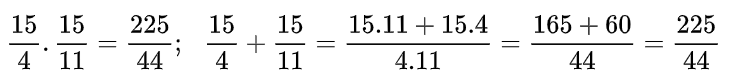 15/4 . 15/11 = 225/44 ; 15/4 + 15/11 = (15.11 + 15.4)/4.11 = (165 + 60)/44 = 225/44